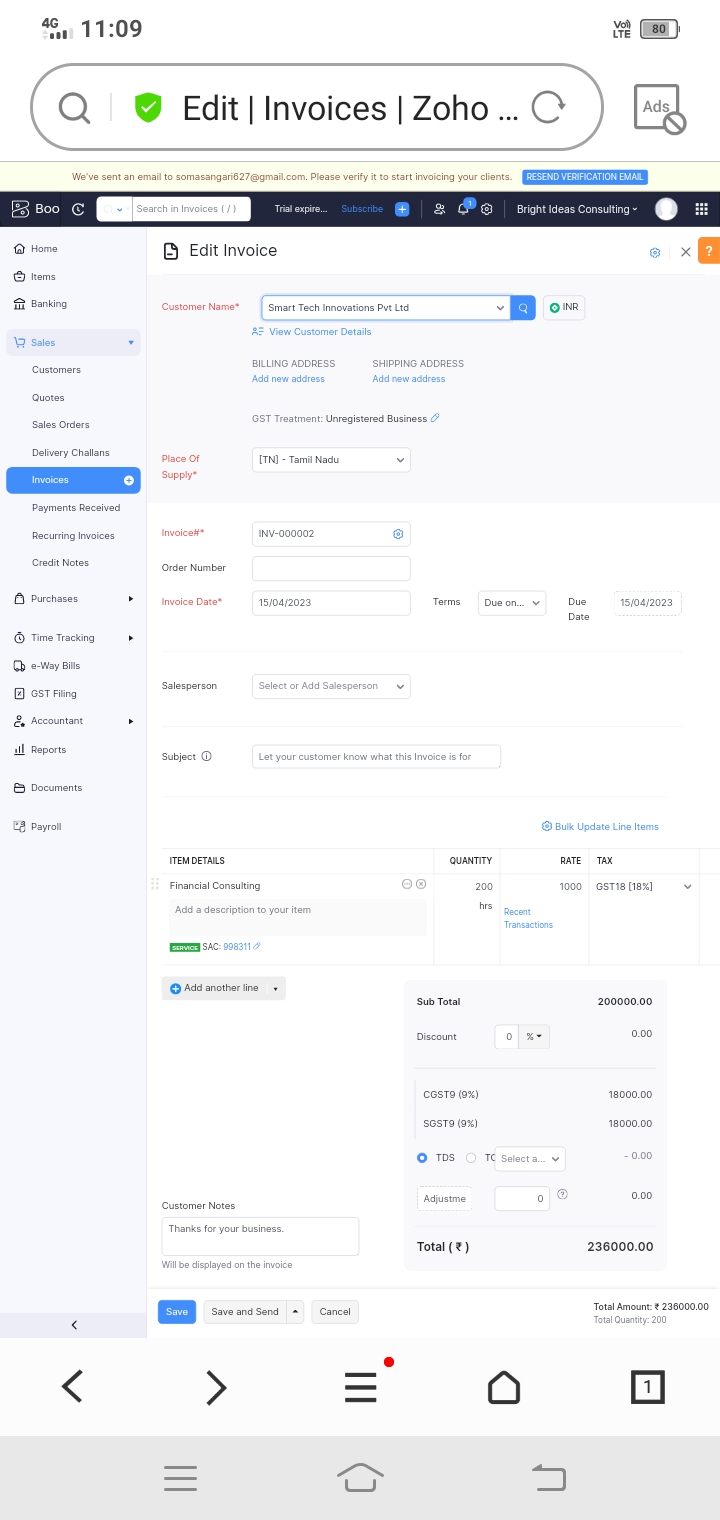 4G 11:09 VoI) LTE 80
Edit | Invoices | Zoho ... Ads
We've sent an email to somasangari627@gmail.com. Please verify it to start invoicing your clients. RESEND VERIFICATION EMAIL
Boo Search in Invoices ( / ) Trial expire... Subscribe 1 Bright Ideas Consulting
Home
Items
Banking
Sales
Customers
Quotes
Sales Orders
Delivery Challans
Invoices
Payments Received
Recurring Invoices
Credit Notes
Purchases
Time Tracking
e-Way Bills
GST Filing
Accountant
Reports
Documents
Payroll
Edit Invoice ?
Customer Name* Smart Tech Innovations Pvt Ltd INR
View Customer Details
BILLING ADDRESS SHIPPING ADDRESS
Add new address Add new address
GST Treatment: Unregistered Business
Place Of
Supply*
[TN] - Tamil Nadu
Invoice#* INV-000002
Order Number
Invoice Date* 15/04/2023 Terms Due on... Due
Date
15/04/2023
Salesperson Select or Add Salesperson
Subject Let your customer know what this Invoice is for
Bulk Update Line Items
ITEM DETAILS QUANTITY RATE TAX
Financial Consulting 200 1000 GST18 [18%]
hrs
Add a description to your item
Recent
Transactions
SERVICE SAC: 998311
Add another line
Sub Total 200000.00
Discount 0 % 0.00
CGST9 (9%) 18000.00
SGST9 (9%) 18000.00
TDS TC Select a... - 0.00
Adjustme 0 ? 0.00
Total ( ₹ ) 236000.00
Customer Notes
Thanks for your business.
Will be displayed on the invoice
Save Save and Send Cancel
Total Amount: ₹ 236000.00
Total Quantity: 200
1